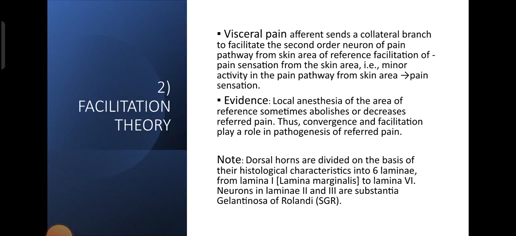 2)
FACILITATION
THEORY
▪ Visceral pain afferent sends a collateral branch
to facilitate the second order neuron of pain
pathway from skin area of reference facilitation of -
pain sensation from the skin area, i.e., minor
activity in the pain pathway from skin area →pain
sensation.
▪ Evidence: Local anesthesia of the area of
reference sometimes abolishes or decreases
referred pain. Thus, convergence and facilitation
play a role in pathogenesis of referred pain.
Note: Dorsal horns are divided on the basis of
their histological characteristics into 6 laminae,
from lamina I [Lamina marginalis] to lamina VI.
Neurons in laminae II and III are substantia
Gelantinosa of Rolandi (SGR).